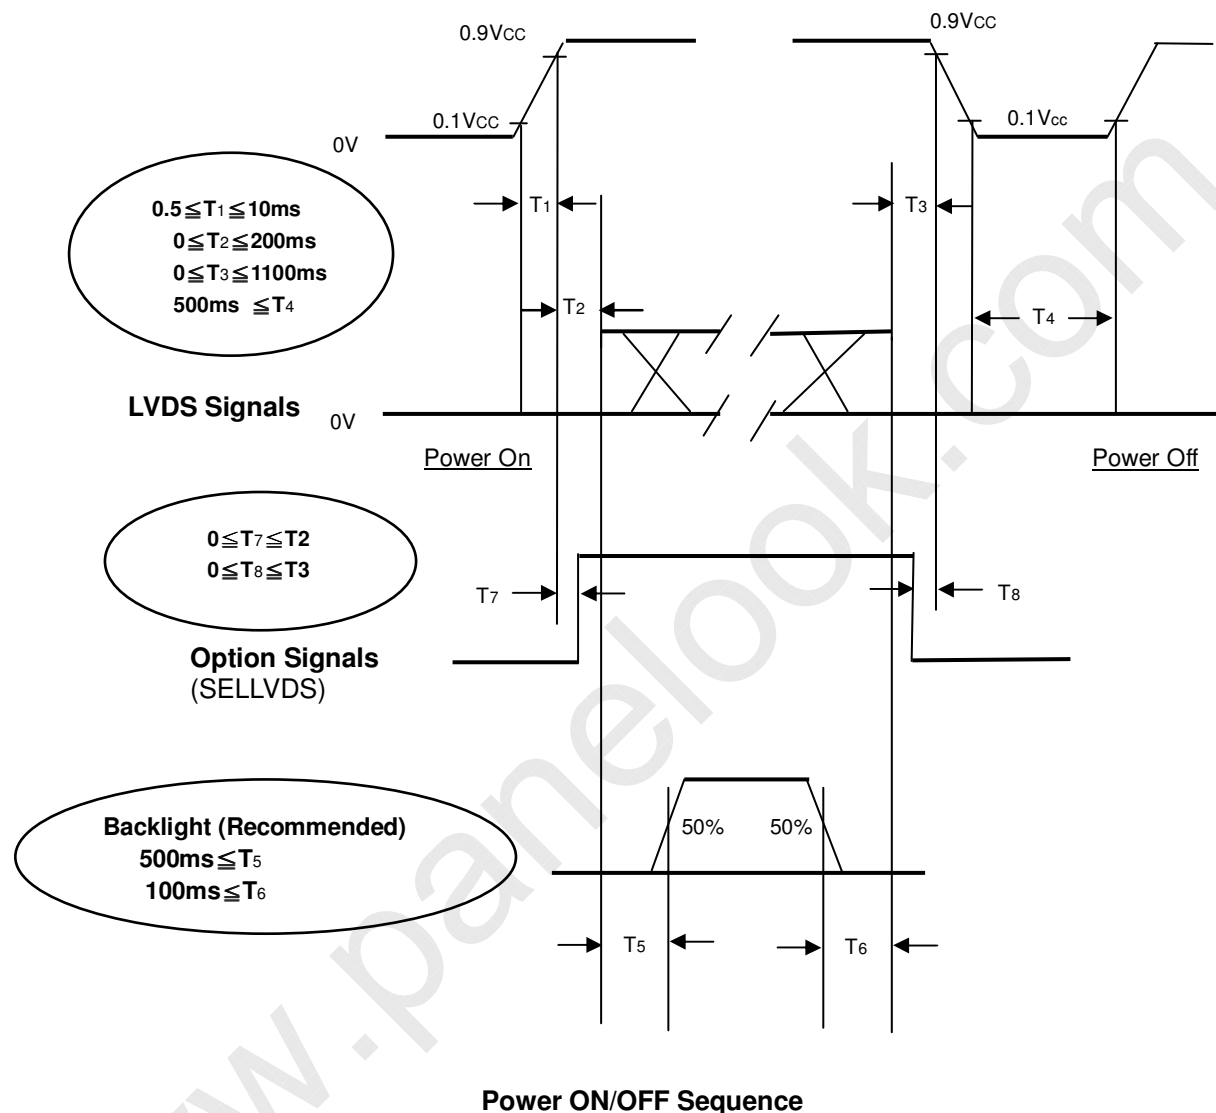 0.9VCC
0.9VCC
0.1VCC
0.1Vcc
0V
0.5≦T1≦10ms
0≦T2≦200ms
0≦T3≦1100ms
500ms ≦T4
T1
T3
T2
T4
LVDS Signals
0V
Power On
Power Off
0≦T7≦T2
0≦T8≦T3
T7
T8
Option Signals
(SELLVDS)
Backlight (Recommended)
500ms≦T5
100ms≦T6
50%
50%
T5
T6
Power ON/OFF Sequence
w.panelook.com